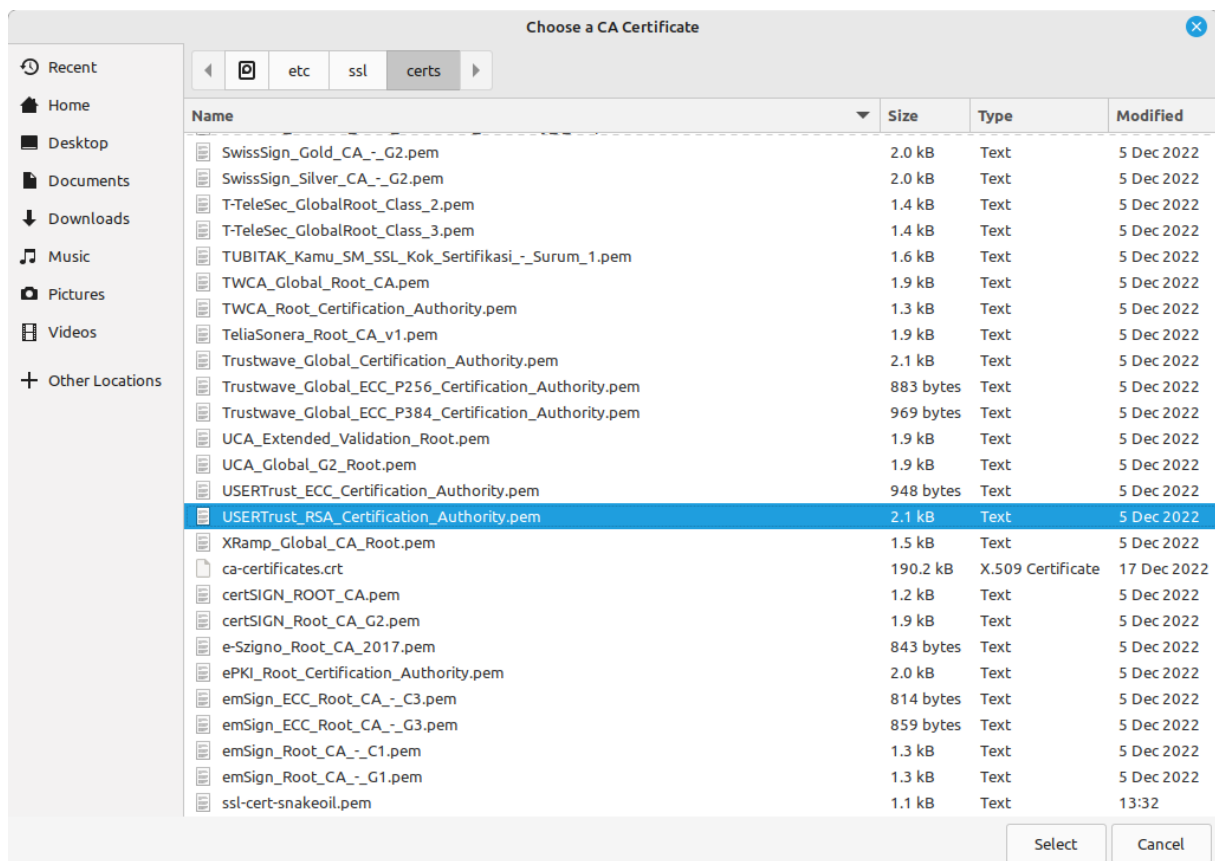 Choose a CA Certificate
Recent
Home
Desktop
Documents
Downloads
Music
Pictures
Videos
Other Locations
etc ssl certs
Name Size Type Modified
SwissSign_Gold_CA_-_G2.pem 2.0 kB Text 5 Dec 2022
SwissSign_Silver_CA_-_G2.pem 2.0 kB Text 5 Dec 2022
T-TeleSec_GlobalRoot_Class_2.pem 1.4 kB Text 5 Dec 2022
T-TeleSec_GlobalRoot_Class_3.pem 1.4 kB Text 5 Dec 2022
TUBITAK_Kamu_SM_SSL_Kok_Sertifikasi_-_Surum_1.pem 1.6 kB Text 5 Dec 2022
TWCA_Global_Root_CA.pem 1.9 kB Text 5 Dec 2022
TWCA_Root_Certification_Authority.pem 1.3 kB Text 5 Dec 2022
TeliaSonera_Root_CA_v1.pem 1.9 kB Text 5 Dec 2022
Trustwave_Global_Certification_Authority.pem 2.1 kB Text 5 Dec 2022
Trustwave_Global_ECC_P256_Certification_Authority.pem 883 bytes Text 5 Dec 2022
Trustwave_Global_ECC_P384_Certification_Authority.pem 969 bytes Text 5 Dec 2022
UCA_Extended_Validation_Root.pem 1.9 kB Text 5 Dec 2022
UCA_Global_G2_Root.pem 1.9 kB Text 5 Dec 2022
USERTrust_ECC_Certification_Authority.pem 948 bytes Text 5 Dec 2022
USERTrust_RSA_Certification_Authority.pem 2.1 kB Text 5 Dec 2022
XRamp_Global_CA_Root.pem 1.5 kB Text 5 Dec 2022
ca-certificates.crt 190.2 kB X.509 Certificate 17 Dec 2022
certSIGN_ROOT_CA.pem 1.2 kB Text 5 Dec 2022
certSIGN_Root_CA_G2.pem 1.9 kB Text 5 Dec 2022
e-Szigno_Root_CA_2017.pem 843 bytes Text 5 Dec 2022
ePKI_Root_Certification_Authority.pem 2.0 kB Text 5 Dec 2022
emSign_ECC_Root_CA_-_C3.pem 814 bytes Text 5 Dec 2022
emSign_ECC_Root_CA_-_G3.pem 859 bytes Text 5 Dec 2022
emSign_Root_CA_-_C1.pem 1.3 kB Text 5 Dec 2022
emSign_Root_CA_-_G1.pem 1.3 kB Text 5 Dec 2022
ssl-cert-snakeoil.pem 1.1 kB Text 13:32
Select Cancel